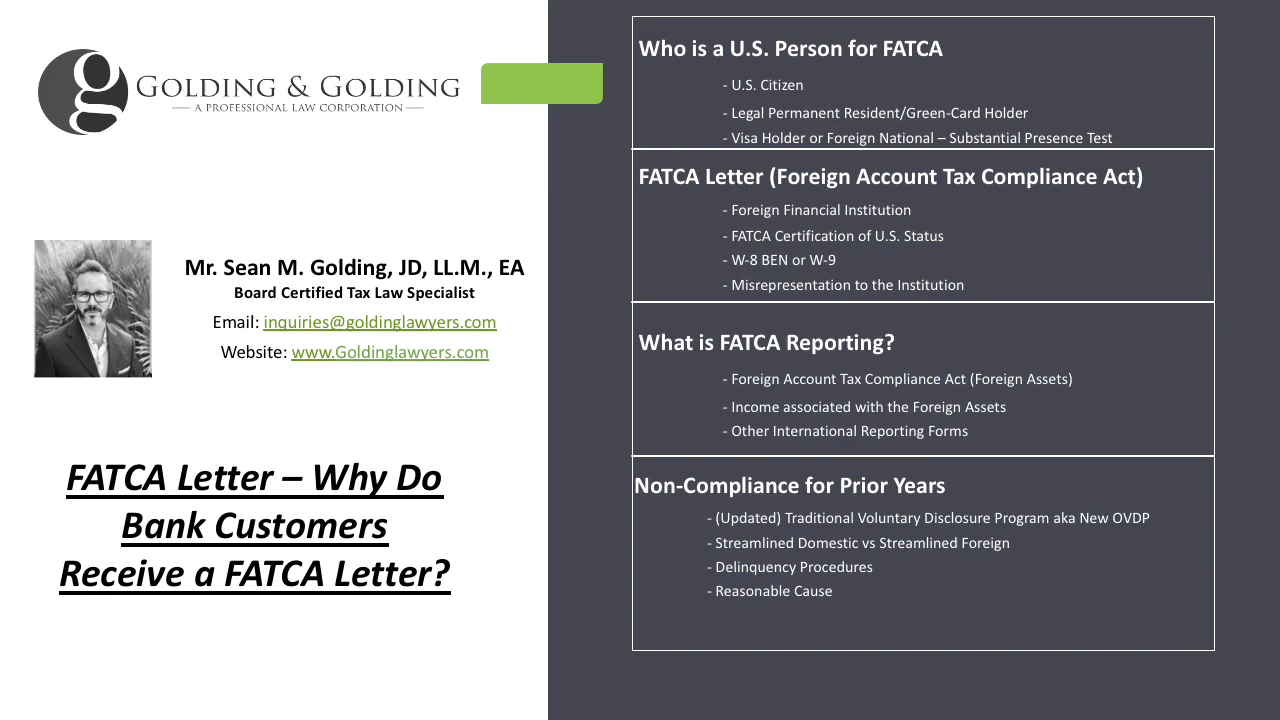 g GOLDING & GOLDING
A PROFESSIONAL LAW CORPORATION
Mr. Sean M. Golding, JD, LL.M., EA
Board Certified Tax Law Specialist
Email: inquiries@goldinglawyers.com
Website: www.Goldinglawyers.com
FATCA Letter – Why Do
Bank Customers
Receive a FATCA Letter?
Who is a U.S. Person for FATCA
- U.S. Citizen
- Legal Permanent Resident/Green-Card Holder
- Visa Holder or Foreign National – Substantial Presence Test
FATCA Letter (Foreign Account Tax Compliance Act)
- Foreign Financial Institution
- FATCA Certification of U.S. Status
- W-8 BEN or W-9
- Misrepresentation to the Institution
What is FATCA Reporting?
- Foreign Account Tax Compliance Act (Foreign Assets)
- Income associated with the Foreign Assets
- Other International Reporting Forms
Non-Compliance for Prior Years
- (Updated) Traditional Voluntary Disclosure Program aka New OVDP
- Streamlined Domestic vs Streamlined Foreign
- Delinquency Procedures
- Reasonable Cause